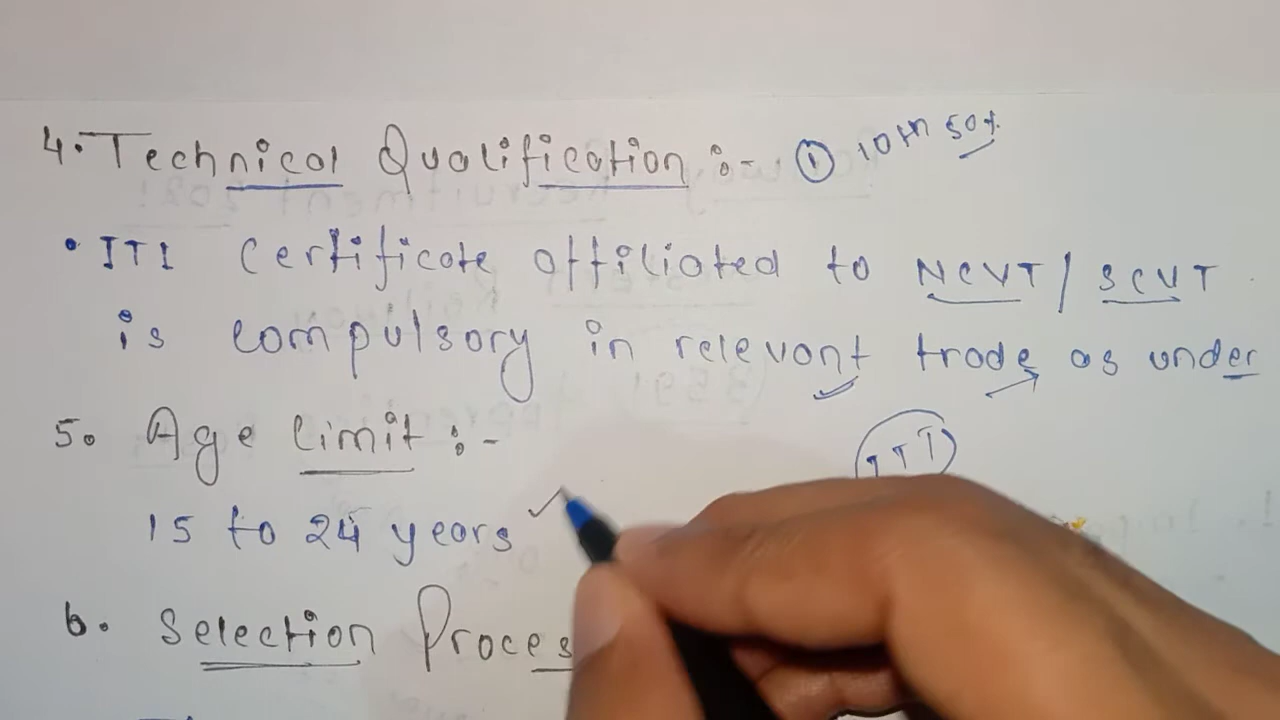 4. Technical Qualification :- ① 10th 50%
• ITI Certificate affiliated to NCVT/SCVT
is compulsory in relevant trade as under
5. Age limit :-
ITI
15 to 24 years ✓
6. Selection Process